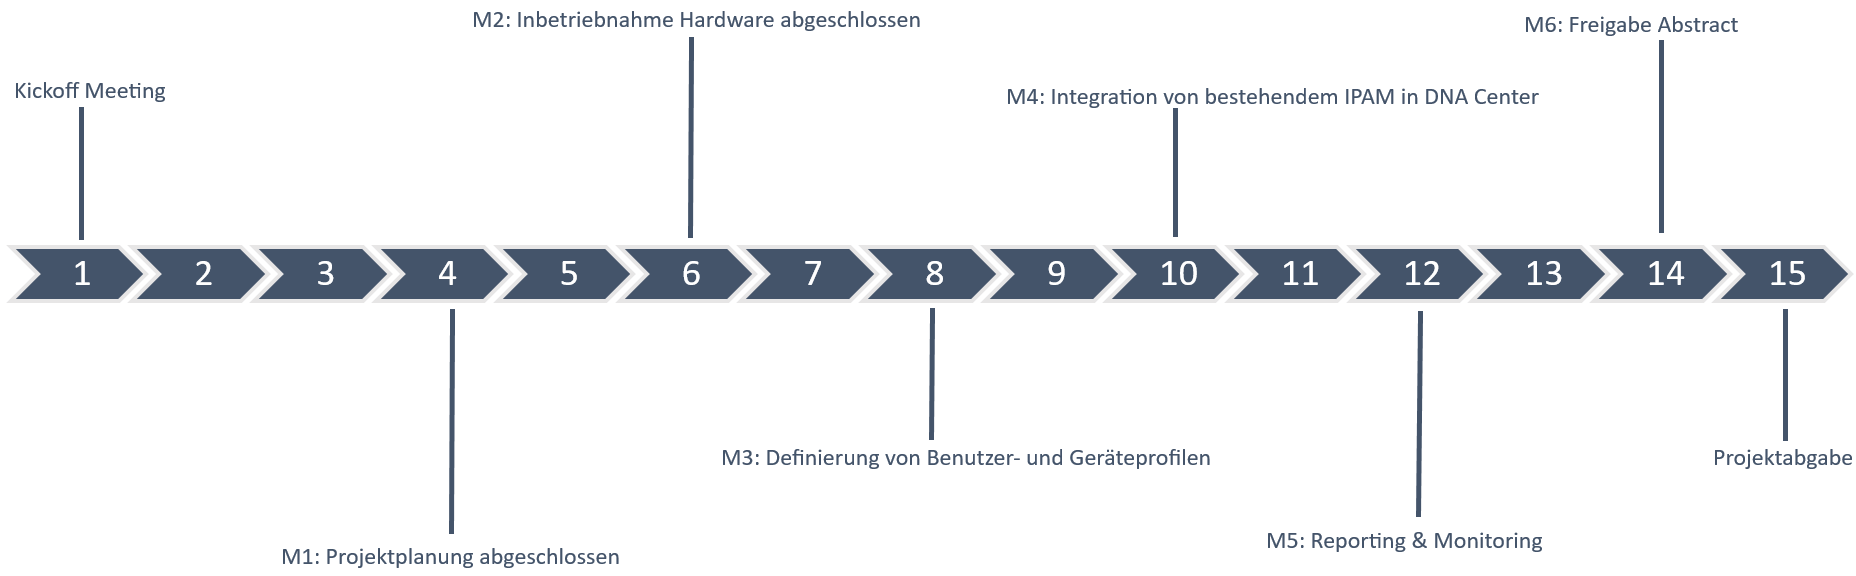 M2: Inbetriebnahme Hardware abgeschlossen
M6: Freigabe Abstract
Kickoff Meeting
M4: Integration von bestehendem IPAM in DNA Center
1 2 3 4 5 6 7 8 9 10 11 12 13 14 15
M3: Definierung von Benutzer- und Geräteprofilen
Projektabgabe
M5: Reporting & Monitoring
M1: Projektplanung abgeschlossen